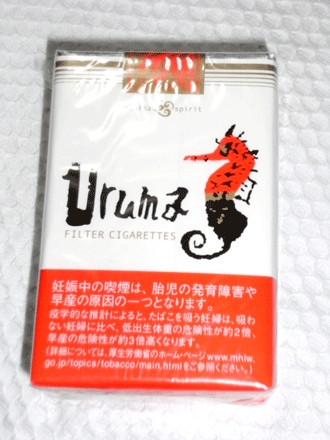 spirit
Uruma
FILTER CIGARETTES
妊娠中の喫煙は、胎児の発育障害や
早産の原因の一つとなります。
疫学的な推計によると、たばこを吸う妊婦は、吸わ
ない妊婦に比べ、低出生体重の危険性が約2倍、
早産の危険性が約3倍高くなります。
(詳細については、厚生労働省のホーム・ページ www.mhlw.
go.jp/topics/tobacco/main.htmlをご参照ください。)